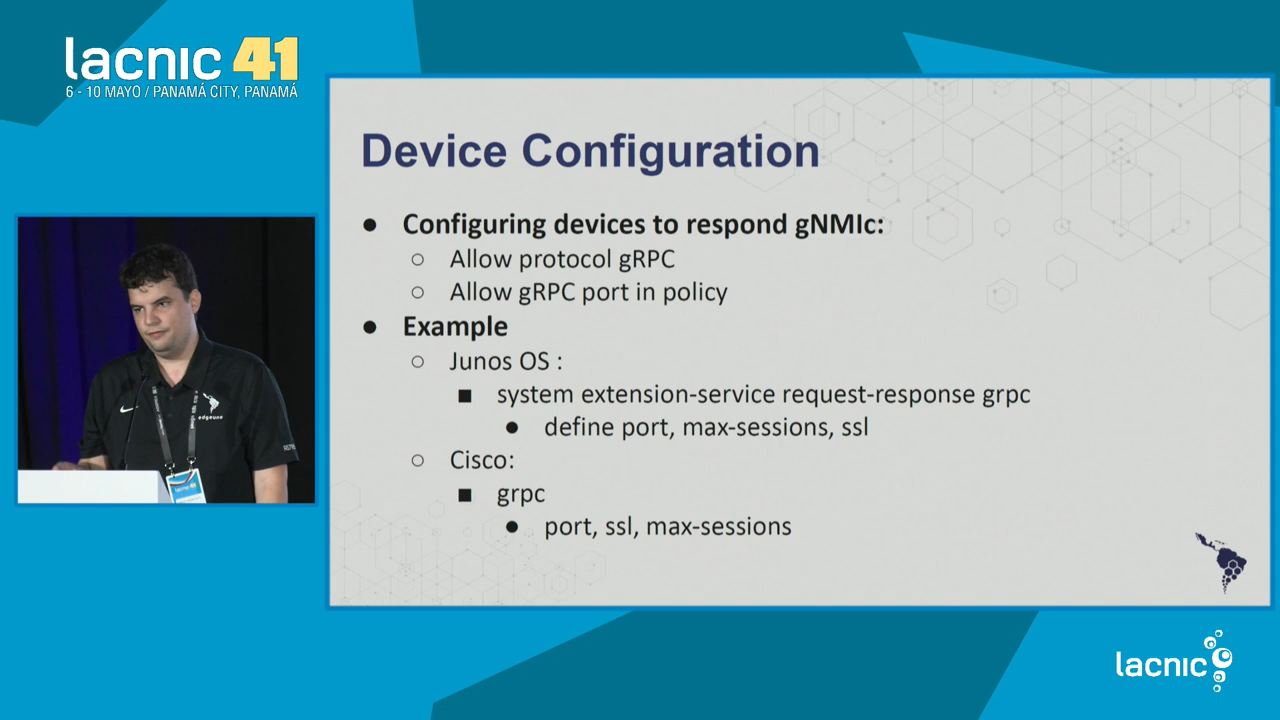 lacnic 41
6 - 10 MAYO / PANAMÁ CITY, PANAMÁ
Device Configuration
● Configuring devices to respond gNMIc:
○ Allow protocol gRPC
○ Allow gRPC port in policy
● Example
○ Junos OS :
■ system extension-service request-response grpc
● define port, max-sessions, ssl
○ Cisco:
■ grpc
● port, ssl, max-sessions
edgeuno
lacnic
lacnic